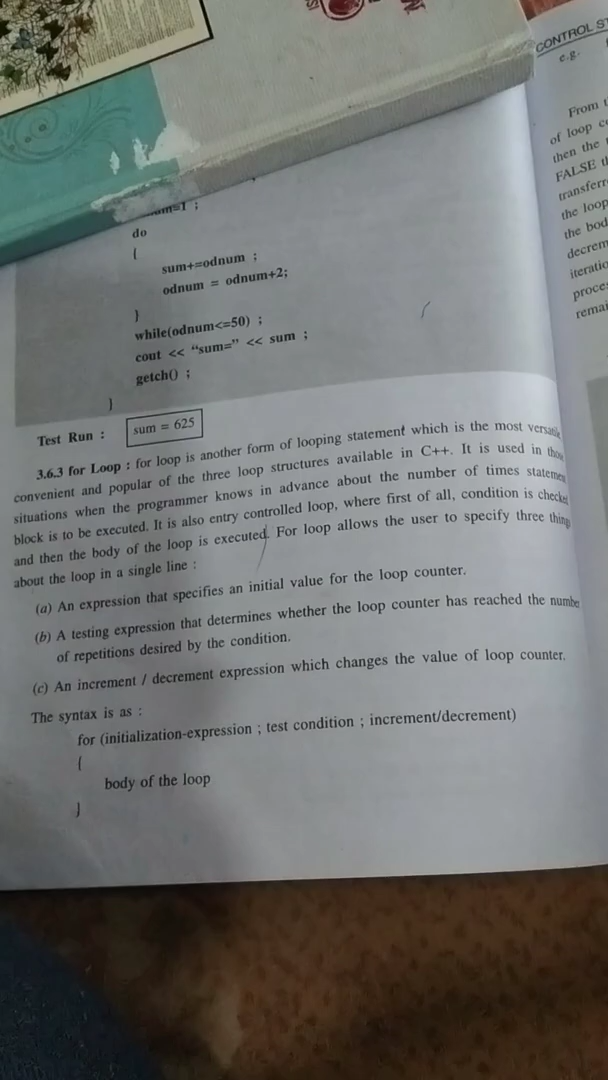 do
{
sum+=odnum ;
odnum = odnum+2;
}
while(odnum<=50) ;
cout << “sum=” << sum ;
getch() ;
}
Test Run : sum = 625
3.6.3 for Loop : for loop is another form of looping statement which is the most
convenient and popular of the three loop structures available in C++. It is used in
situations when the programmer knows in advance about the number of times
block is to be executed. It is also entry controlled loop, where first of all, condition is
and then the body of the loop is executed. For loop allows the user to specify three
about the loop in a single line :
(a) An expression that specifies an initial value for the loop counter.
(b) A testing expression that determines whether the loop counter has reached the
of repetitions desired by the condition.
(c) An increment / decrement expression which changes the value of loop counter.
The syntax is as :
for (initialization-expression ; test condition ; increment/decrement)
{
body of the loop
}
CONTROL
e.g.
From
of loop
then the
FALSE
the loop